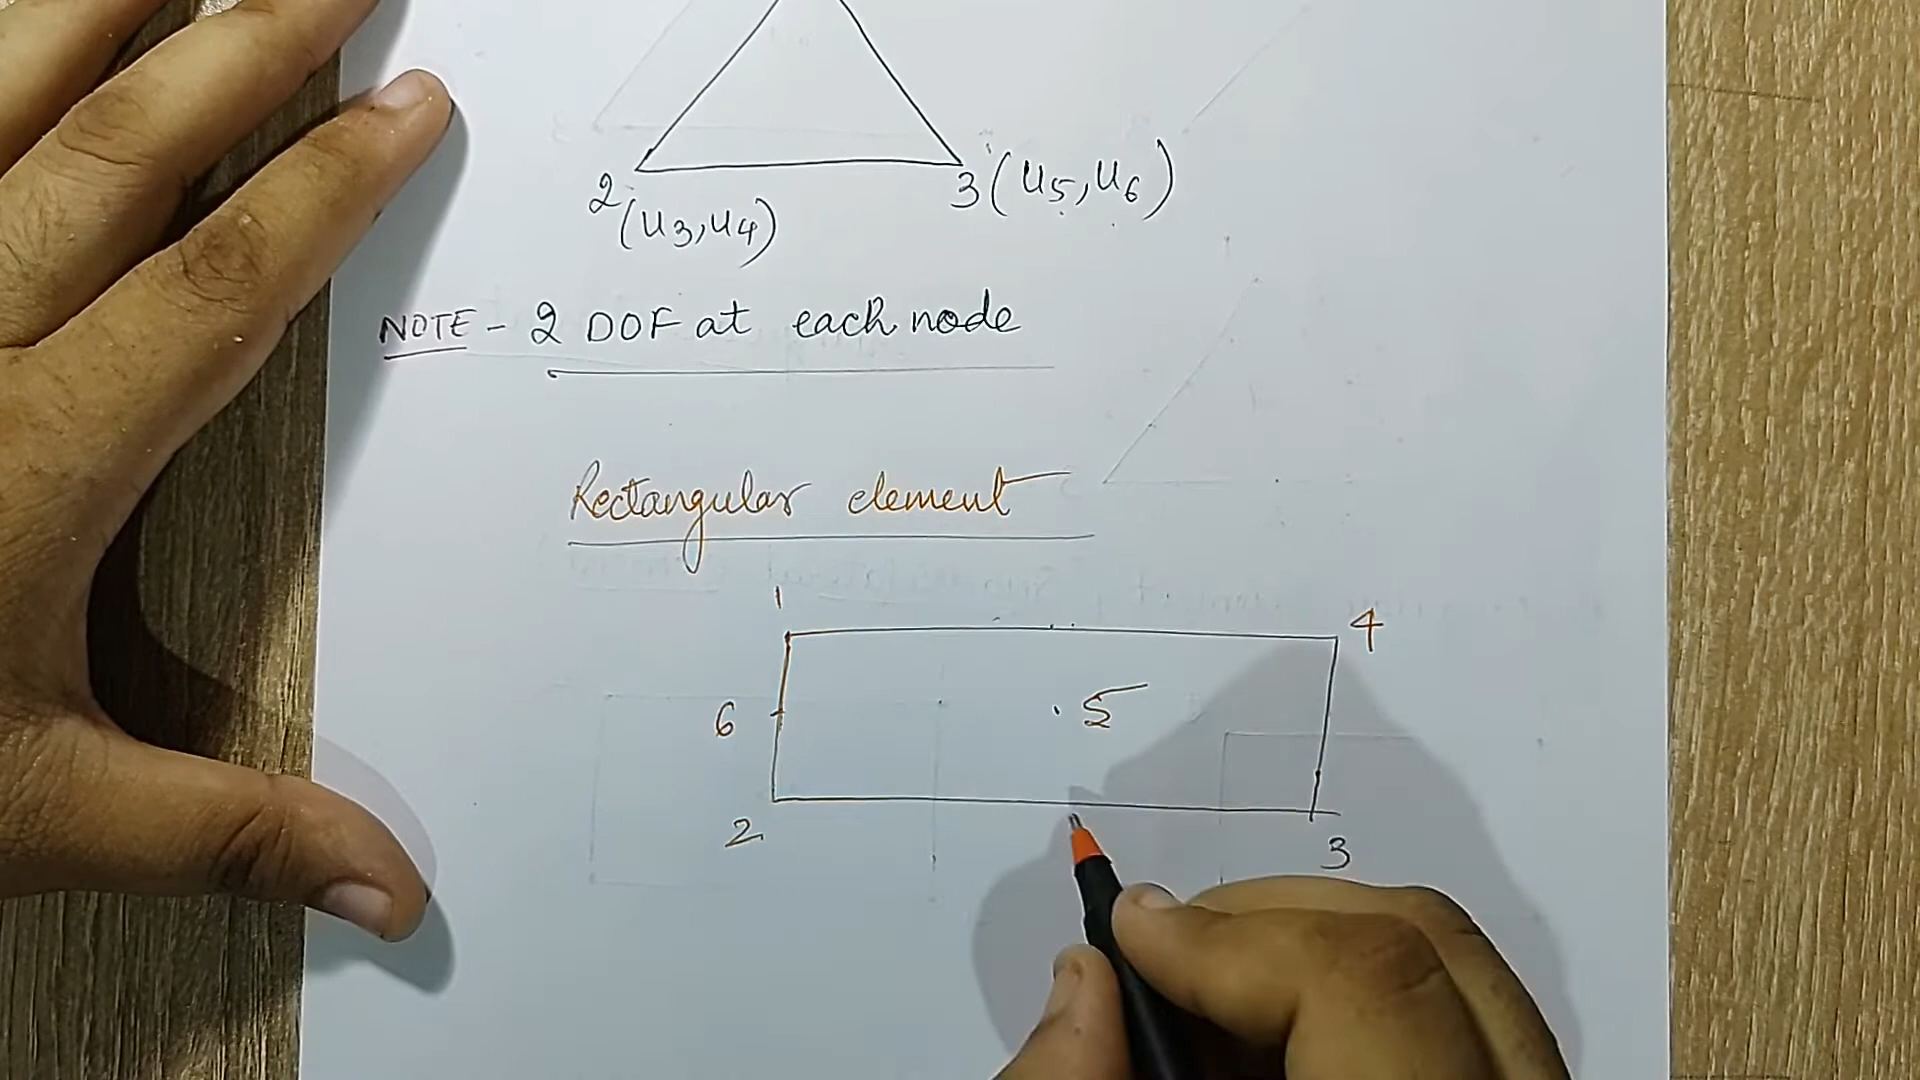 2 (u3,u4)
3 (u5,u6)
NOTE - 2 DOF at each node
Rectangular element
1
4
6
5
2
3